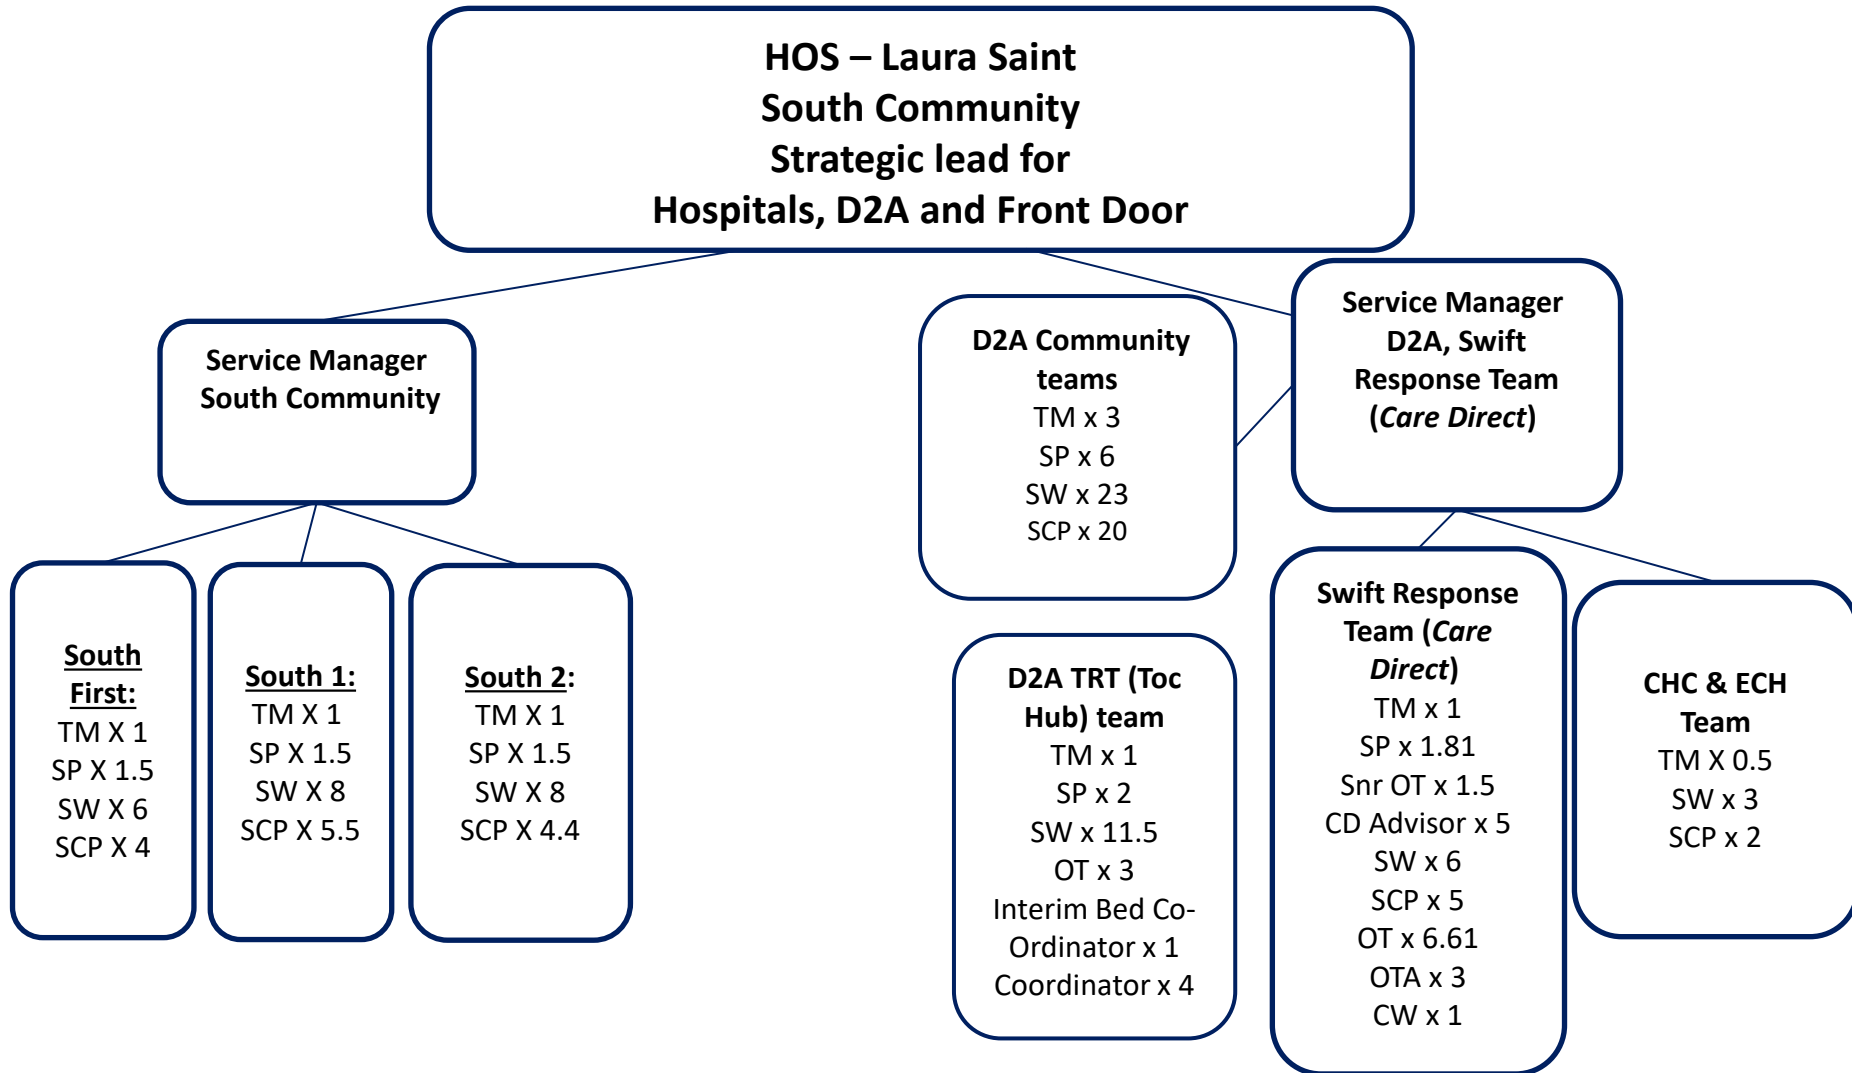 HOS – Laura Saint
South Community
Strategic lead for
Hospitals, D2A and Front Door
Service Manager
South Community
D2A Community
teams
TM x 3
SP x 6
SW x 23
SCP x 20
Service Manager
D2A, Swift
Response Team
(Care Direct)
South
First:
TM X 1
SP X 1.5
SW X 6
SCP X 4
South 1:
TM X 1
SP X 1.5
SW X 8
SCP X 5.5
South 2:
TM X 1
SP X 1.5
SW X 8
SCP X 4.4
D2A TRT (Toc
Hub) team
TM x 1
SP x 2
SW x 11.5
OT x 3
Interim Bed Co-
Ordinator x 1
Coordinator x 4
Swift Response
Team (Care
Direct)
TM x 1
SP x 1.81
Snr OT x 1.5
CD Advisor x 5
SW x 6
SCP x 5
OT x 6.61
OTA x 3
CW x 1
CHC & ECH
Team
TM X 0.5
SW x 3
SCP x 2